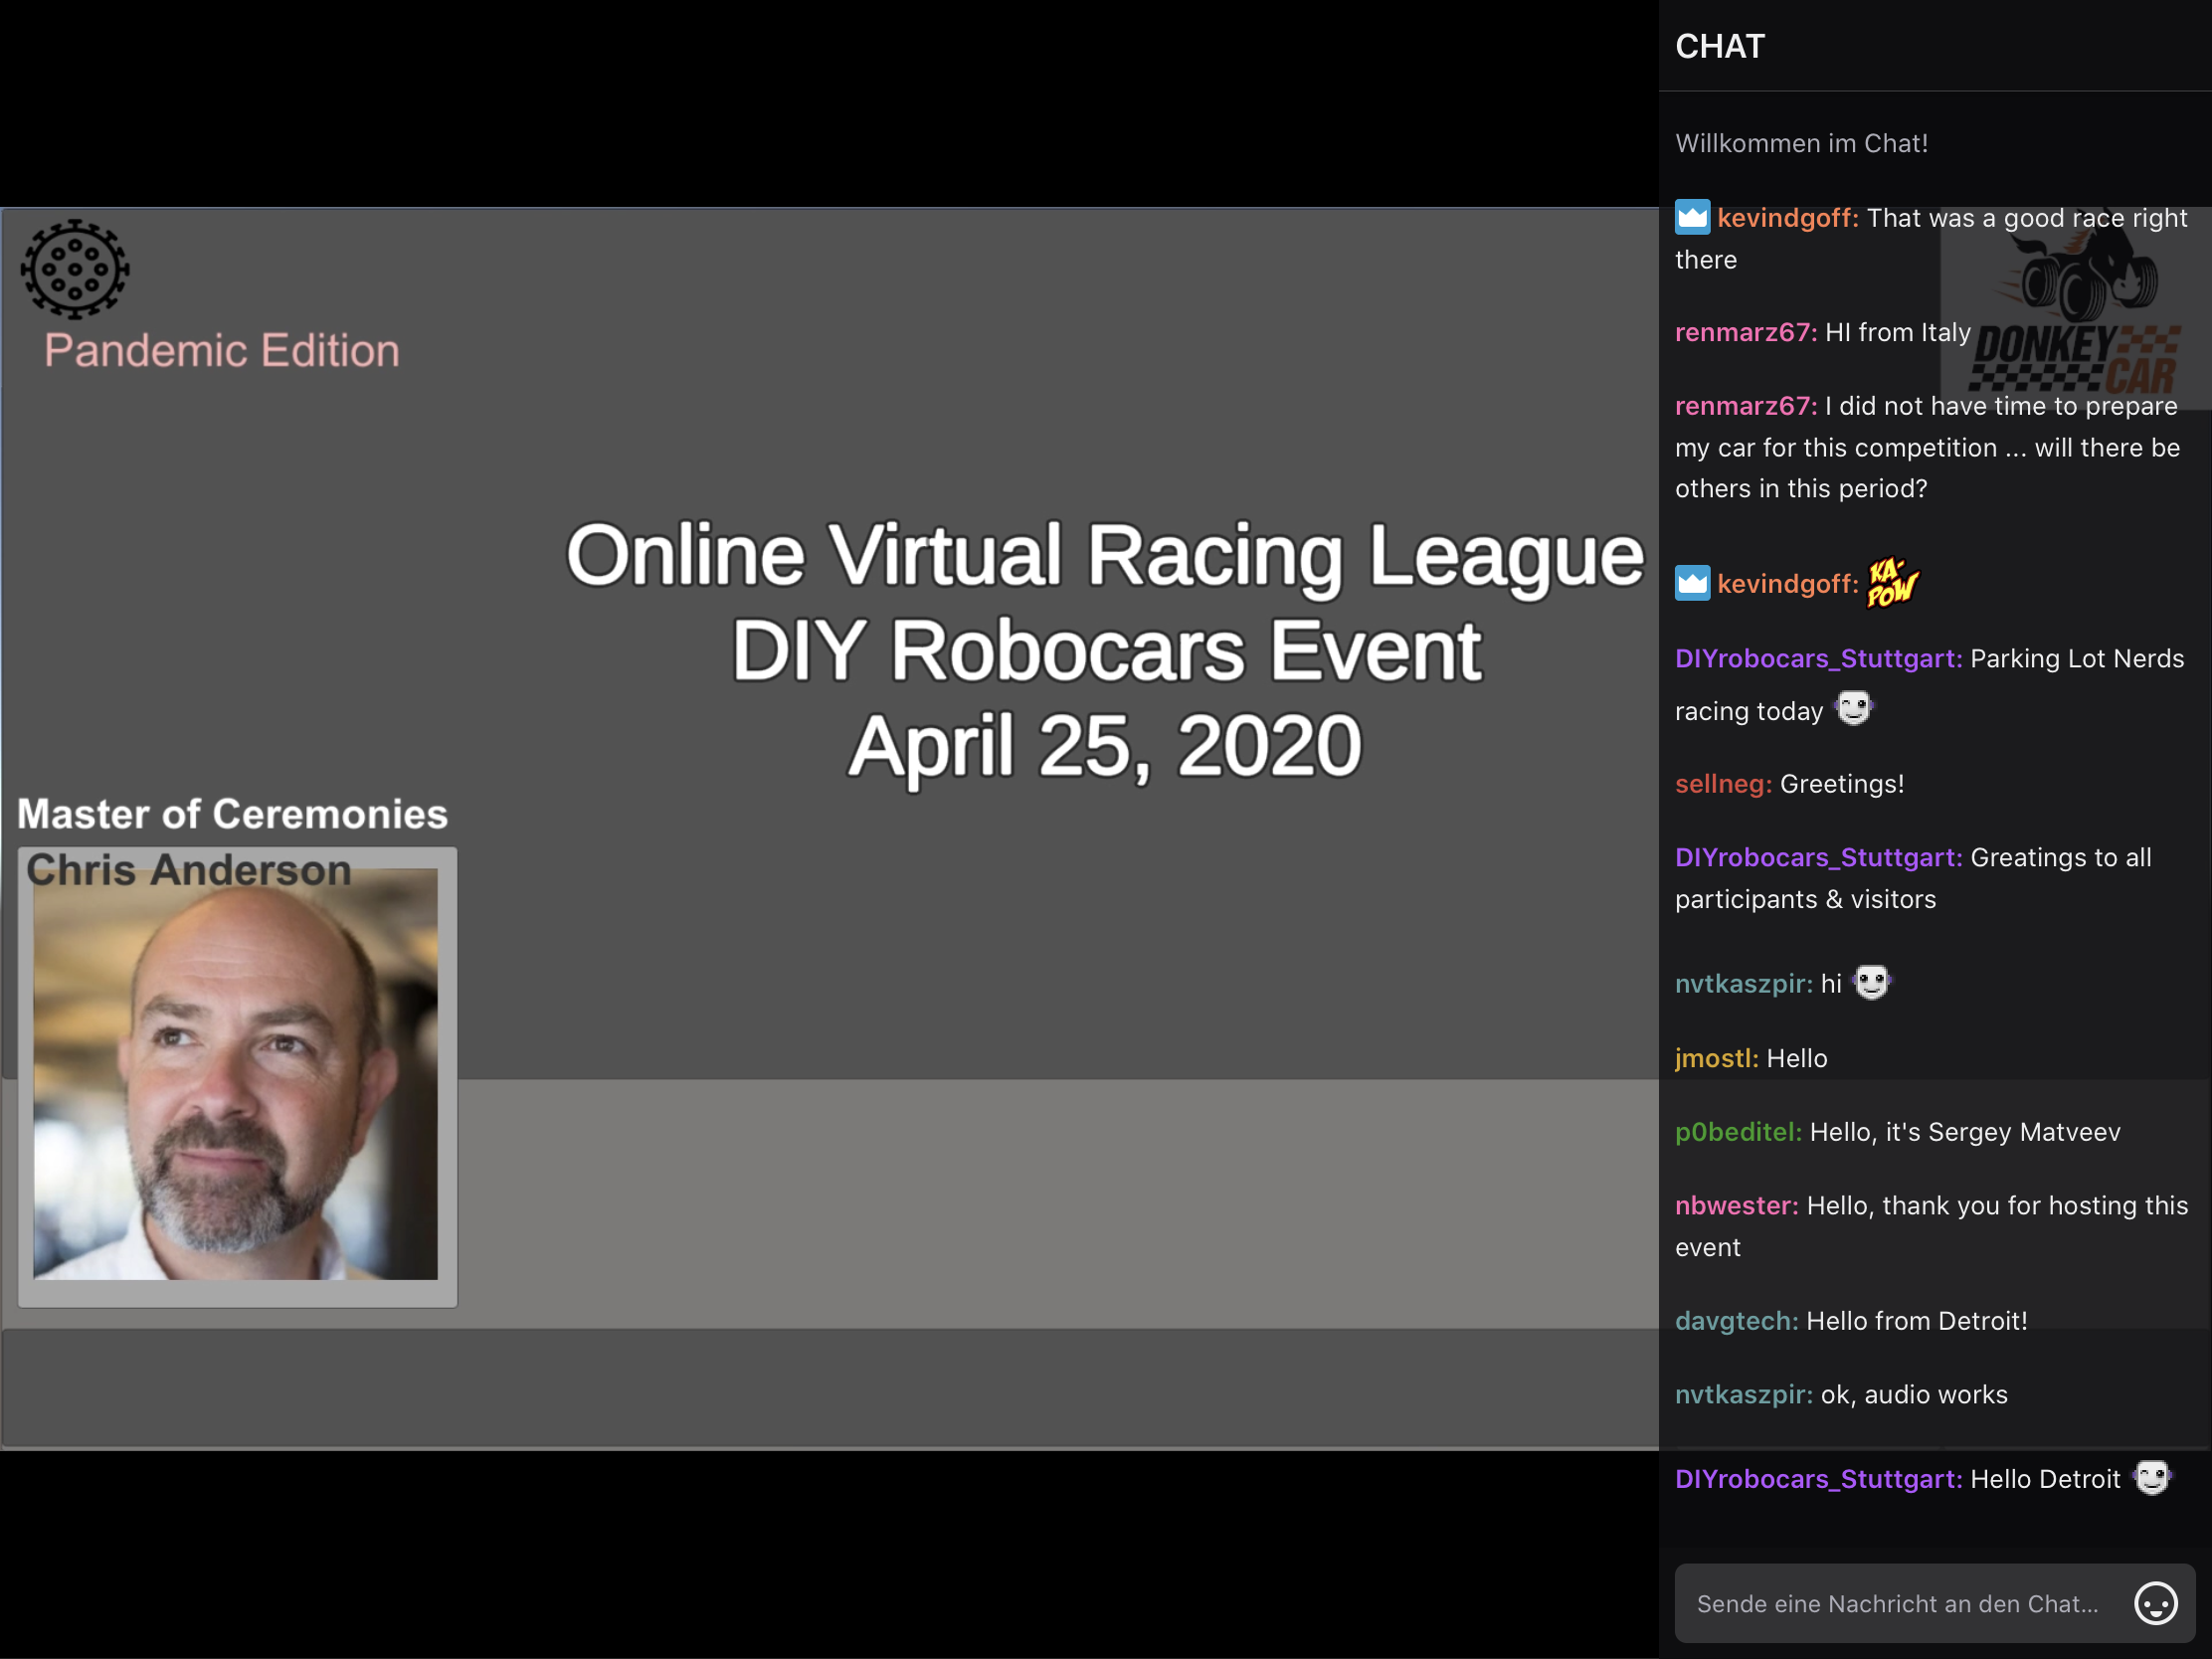 Pandemic Edition
Online Virtual Racing League
DIY Robocars Event
April 25, 2020
Master of Ceremonies
Chris Anderson
DONKEY
CAR
CHAT
Willkommen im Chat!
kevindgoff: That was a good race right
there
renmarz67: HI from Italy
renmarz67: I did not have time to prepare
my car for this competition ... will there be
others in this period?
kevindgoff: KA-
POW
DIYrobocars_Stuttgart: Parking Lot Nerds
racing today
sellneg: Greetings!
DIYrobocars_Stuttgart: Greatings to all
participants & visitors
nvtkaszpir: hi
jmostl: Hello
p0beditel: Hello, it's Sergey Matveev
nbwester: Hello, thank you for hosting this
event
davgtech: Hello from Detroit!
nvtkaszpir: ok, audio works
DIYrobocars_Stuttgart: Hello Detroit
Sende eine Nachricht an den Chat...